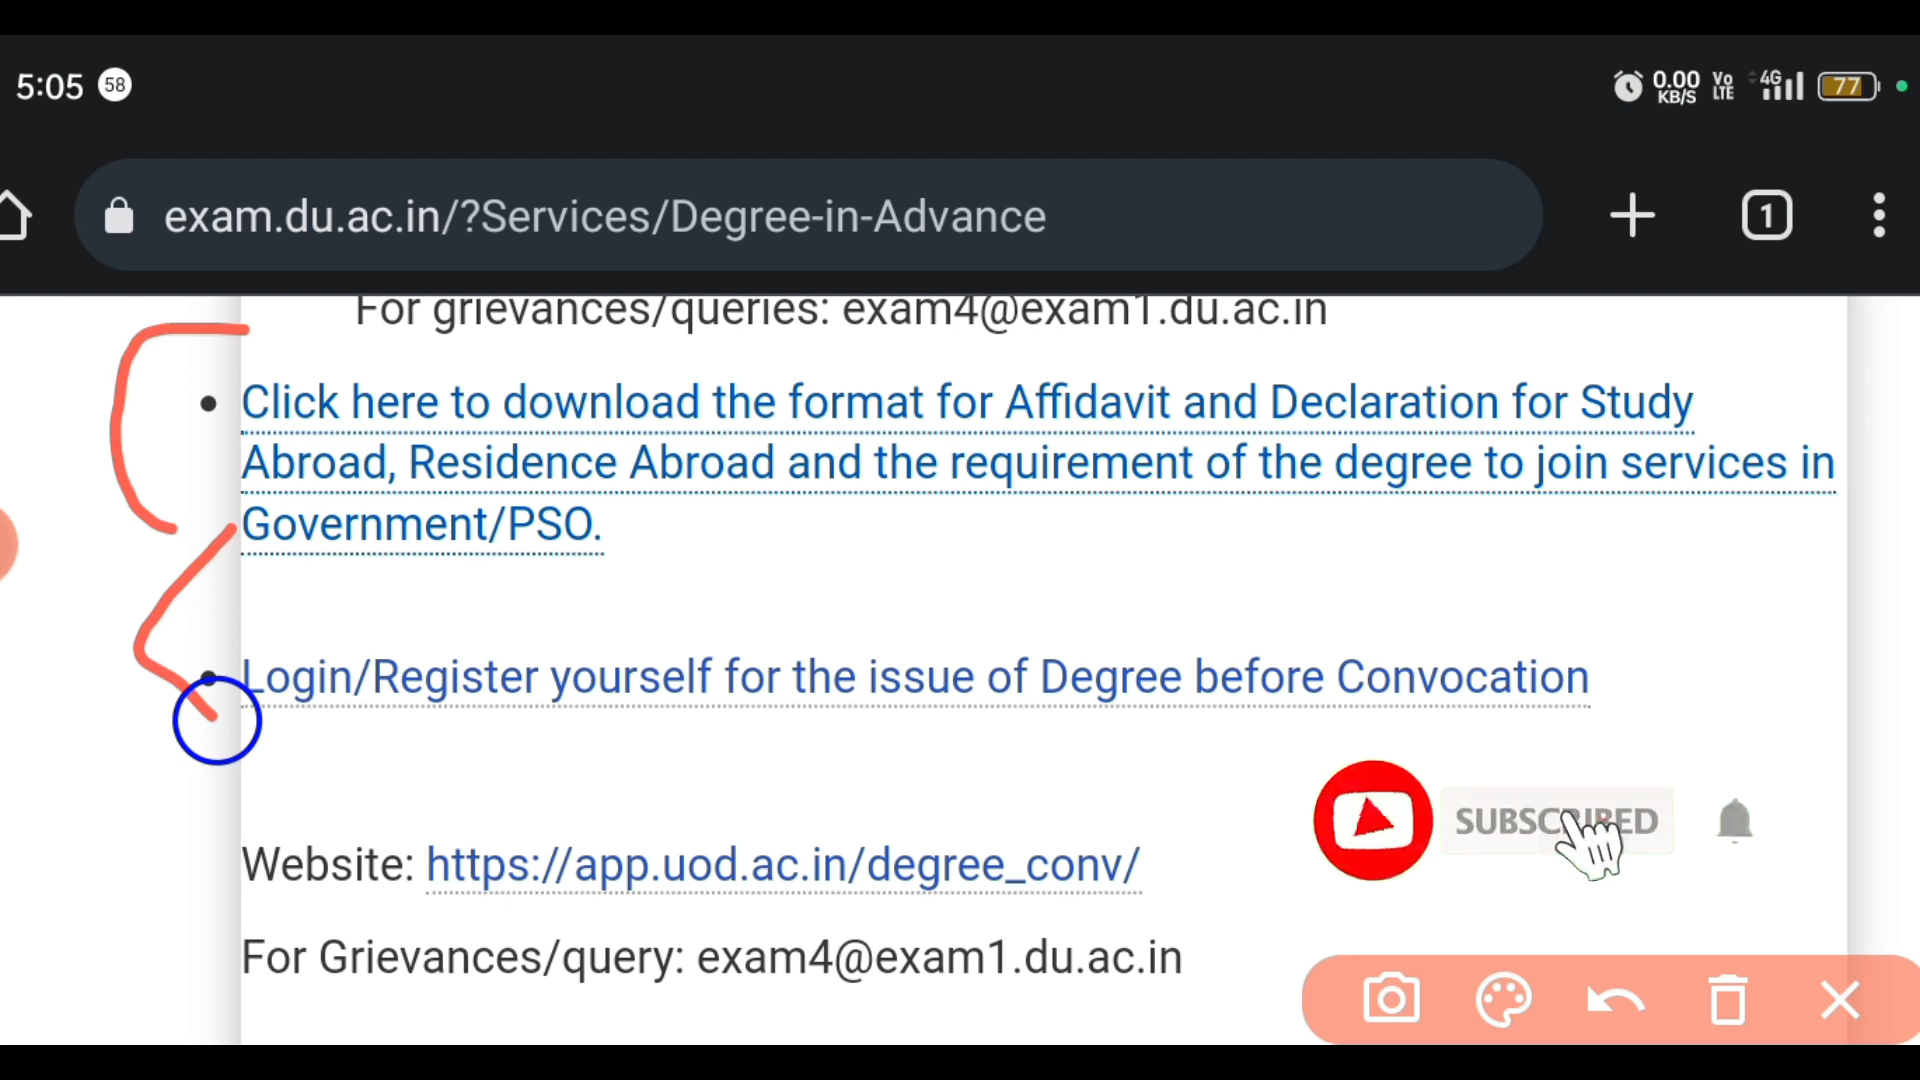 5:05 58
0.00 KB/S Vo LTE 4G 77
exam.du.ac.in/?Services/Degree-in-Advance
1
For grievances/queries: exam4@exam1.du.ac.in
• Click here to download the format for Affidavit and Declaration for Study
Abroad, Residence Abroad and the requirement of the degree to join services in
Government/PSO.
• Login/Register yourself for the issue of Degree before Convocation
SUBSCRIBED
Website: https://app.uod.ac.in/degree_conv/
For Grievances/query: exam4@exam1.du.ac.in